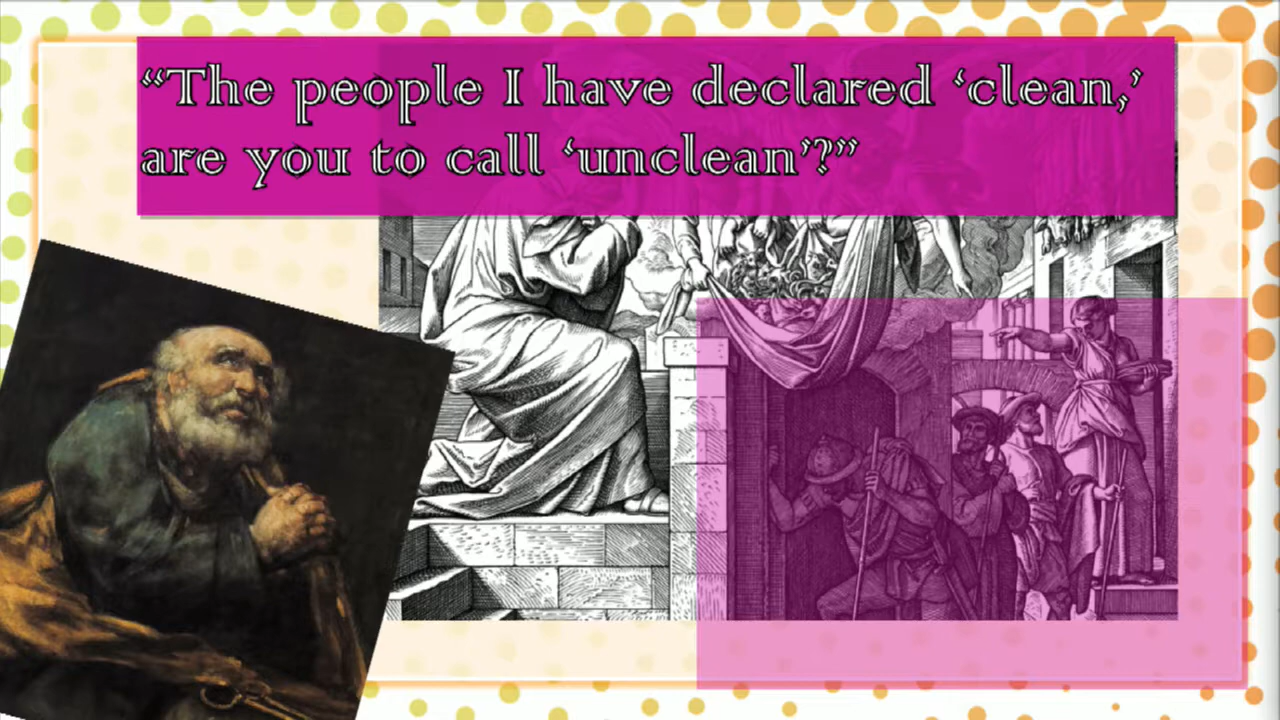 “The people I have declared ‘clean,’
are you to call ‘unclean’?”